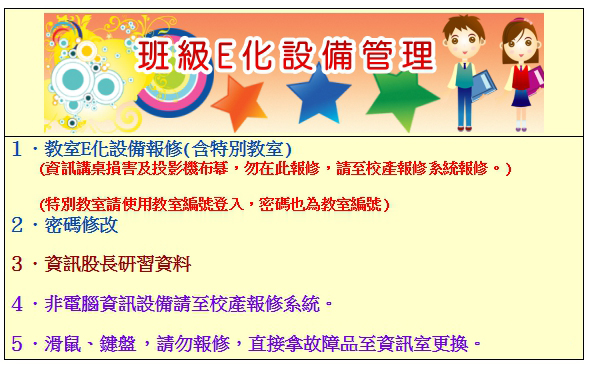 班級E化設備管理
1．教室E化設備報修(含特別教室)
(資訊講桌損害及投影機布幕，勿在此報修，請至校產報修系統報修。)
(特別教室請使用教室編號登入，密碼也為教室編號)
2．密碼修改
3．資訊股長研習資料
4．非電腦資訊設備請至校產報修系統。
5．滑鼠、鍵盤，請勿報修，直接拿故障品至資訊室更換。